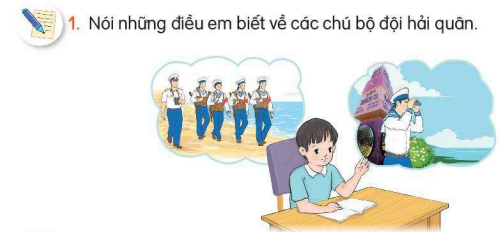 1. Nói những điều em biết về các chú bộ đội hải quân.